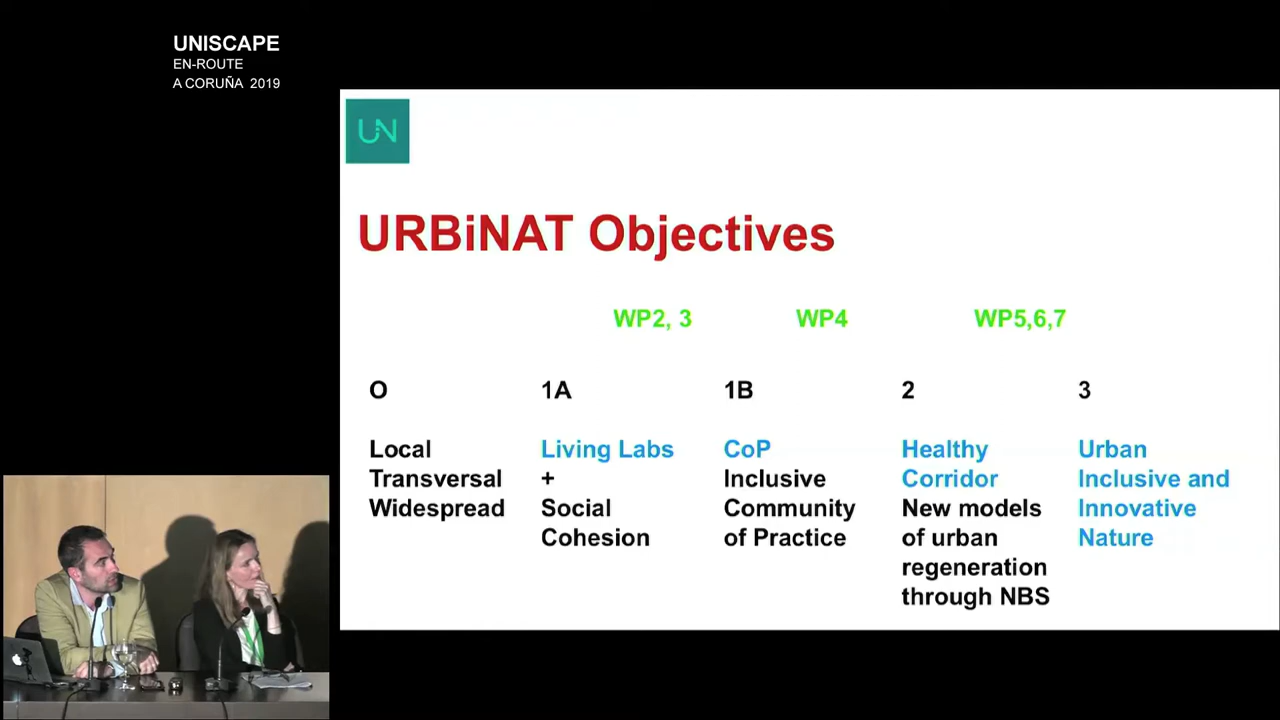 UNISCAPE
EN-ROUTE
A CORUÑA 2019
UN
URBiNAT Objectives
WP2, 3
WP4
WP5,6,7
O
1A
1B
2
3
Local
Transversal
Widespread
Living Labs
+
Social
Cohesion
CoP
Inclusive
Community
of Practice
Healthy
Corridor
New models
of urban
regeneration
through NBS
Urban
Inclusive and
Innovative
Nature